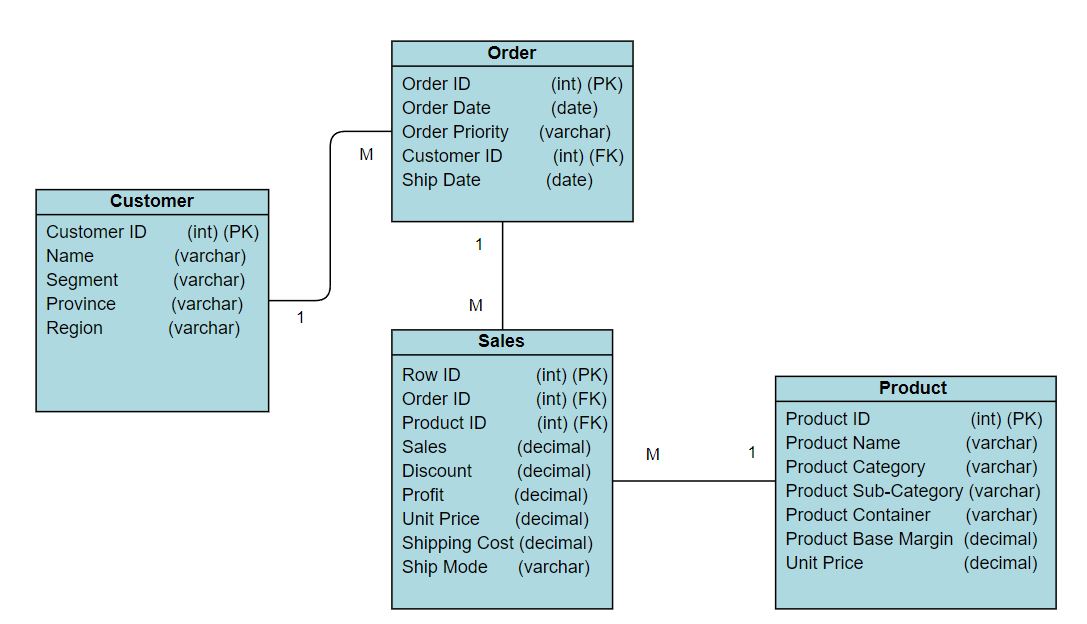 Order
Order ID (int) (PK)
Order Date (date)
Order Priority (varchar)
Customer ID (int) (FK)
Ship Date (date)
M
Customer
Customer ID (int) (PK)
Name (varchar)
Segment (varchar)
Province (varchar)
Region (varchar)
1
1
M
Sales
Row ID (int) (PK)
Order ID (int) (FK)
Product ID (int) (FK)
Sales (decimal)
Discount (decimal)
Profit (decimal)
Unit Price (decimal)
Shipping Cost (decimal)
Ship Mode (varchar)
M 1
Product
Product ID (int) (PK)
Product Name (varchar)
Product Category (varchar)
Product Sub-Category (varchar)
Product Container (varchar)
Product Base Margin (decimal)
Unit Price (decimal)